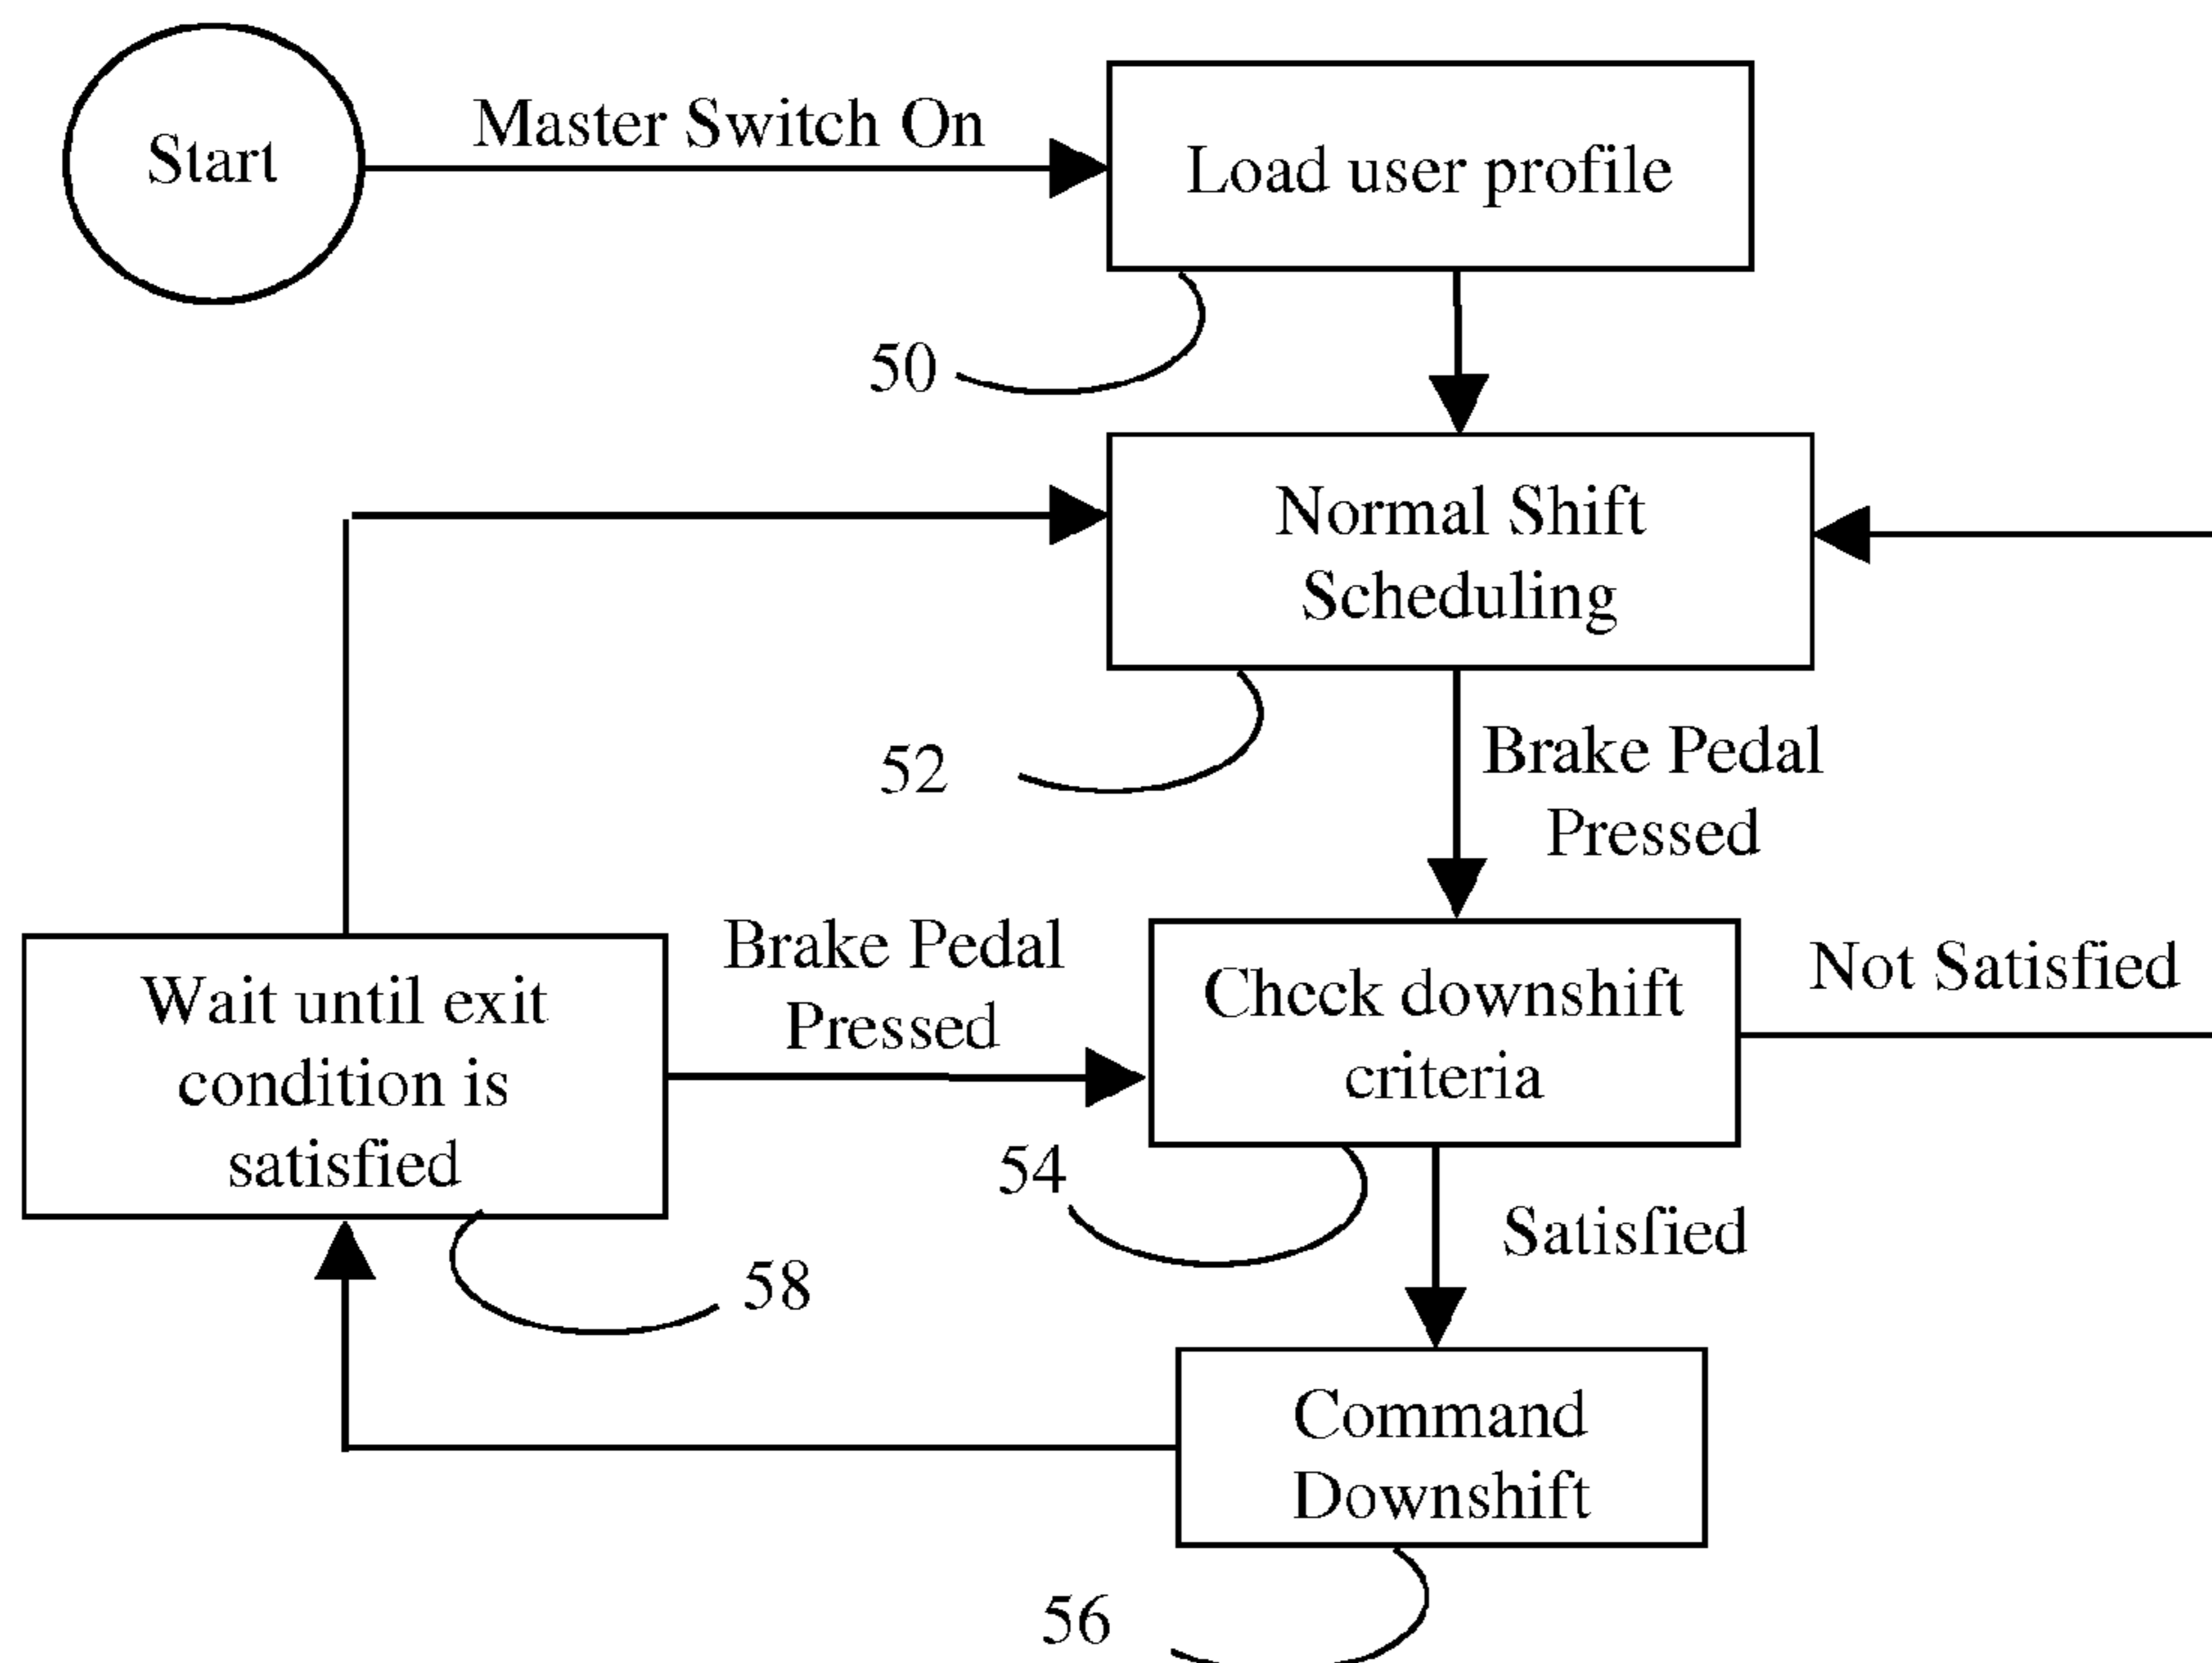 Start
Master Switch On
Load user profile
50
Normal Shift
Scheduling
52
Brake Pedal
Pressed
Wait until exit
condition is
satisfied
Brake Pedal
Pressed
Check downshift
criteria
Not Satisfied
54
Satisfied
58
Command
Downshift
56